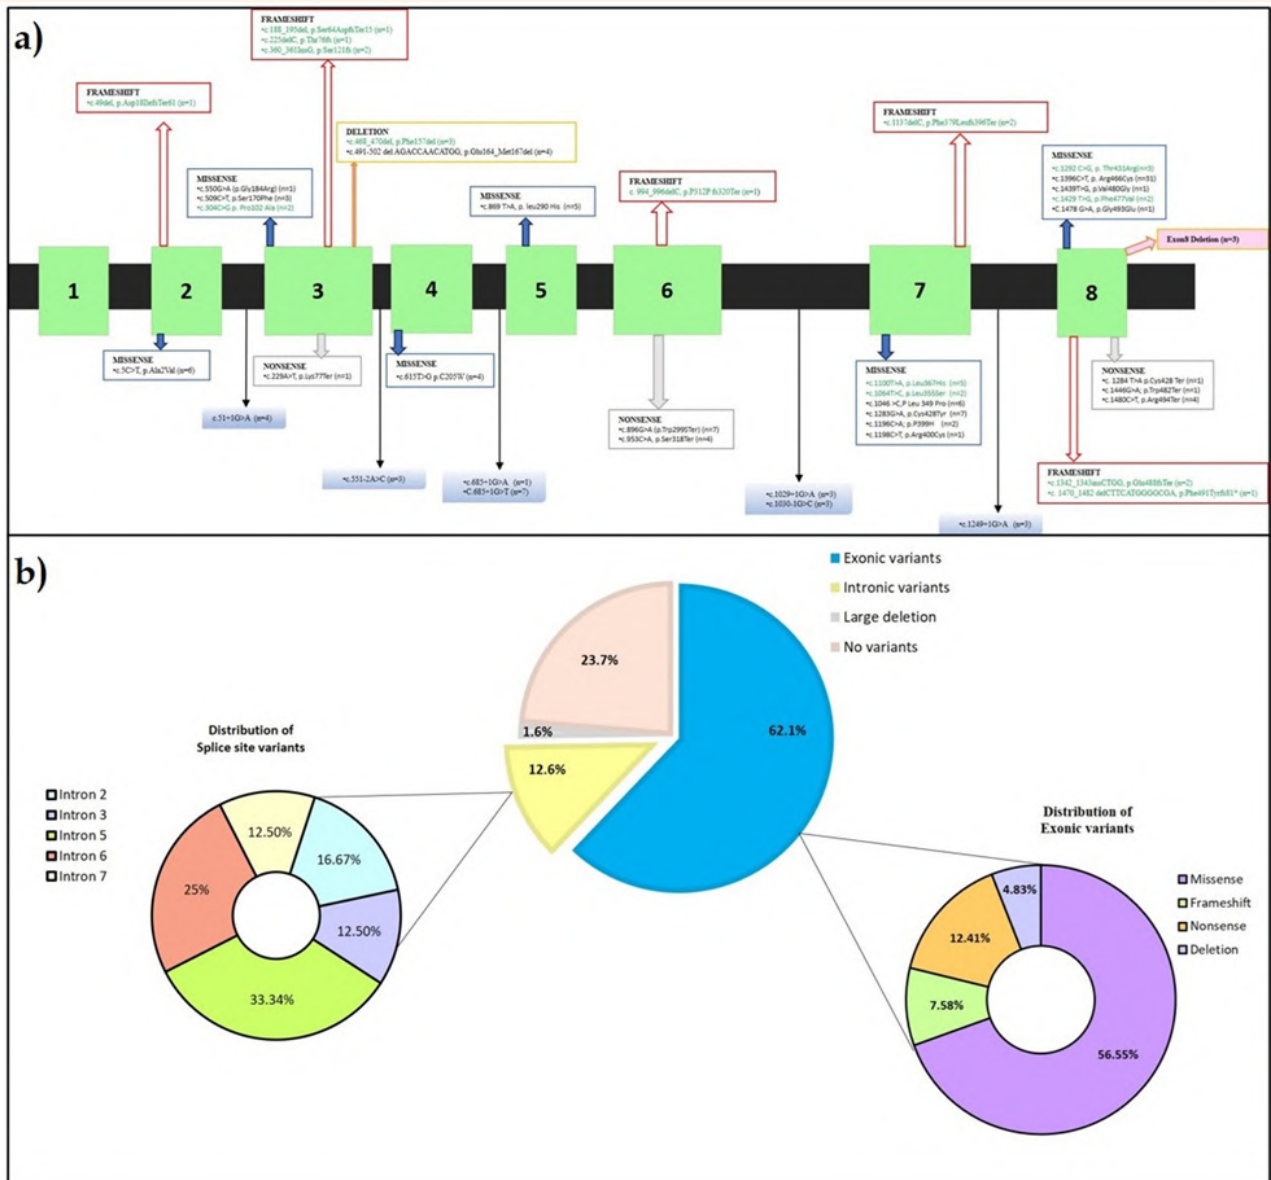 a)
FRAMESHIFT
•c.188_195del, p.Ser64AspfsTer15 (n=1)
•c.225delC, p.Thr76fs (n=1)
•c.360_361InsG, p.Ser121fs (n=2)
FRAMESHIFT
•c.49del, p.Asp18IlefsTer61 (n=1)
DELETION
•c.468_470del, p.Phe157del (n=3)
•c.491-502 del AGACCAACATGG, p.Glu164_Met167del (n=4)
MISSENSE
•c.550G>A (p.Gly184Arg) (n=1)
•c.509C>T, p.Ser170Phe (n=3)
•c.304C>G p. Pro102 Ala (n=2)
MISSENSE
•c.869 T>A, p. leu290 His (n=5)
FRAMESHIFT
c. 994_996delC, p.P312P fs320Ter (n=1)
FRAMESHIFT
•c.1137delC, p.Phe379Leufs396Ter (n=2)
MISSENSE
•c.1292 C>G, p. Thr431Arg(n=3)
•c.1396C>T, p. Arg466Cys (n=31)
•c.1439T>G, p.Val480Gly (n=1)
•c.1429 T>G, p.Phe477Val (n=2)
•C.1478 G>A, p.Gly493Glu (n=1)
Exon8 Deletion (n=3)
1
2
3
4
5
6
7
8
MISSENSE
•c.5C>T, p.Ala2Val (n=6)
NONSENSE
•c.229A>T, p.Lys77Ter (n=1)
MISSENSE
•c.615T>G p.C205W (n=4)
NONSENSE
•c.896G>A (p.Trp299STer) (n=7)
•c.953C>A, p.Ser318Ter (n=4)
MISSENSE
•c.1100T>A, p.Leu367His (n=5)
•c.1064T>C, p.Leu355Ser (n=2)
•c.1046 >C,P Leu 349 Pro (n=6)
•c.1283G>A, p.Cys428Tyr (n=7)
•c.1196C>A; p.P399H (n=2)
•c.1198C>T, p.Arg400Cys (n=1)
NONSENSE
•c. 1284 T>A p.Cys428 Ter (n=1)
•c.1446G>A; p.Trp482Ter (n=1)
•c.1480C>T, p.Arg494Ter (n=4)
c.51+1G>A (n=4)
•c.551-2A>C (n=3)
•c.685+1G>A (n=1)
•C.685+1G>T (n=7)
•c.1029+1G>A (n=3)
•c.1030-1G>C (n=3)
•c.1249+1G>A (n=3)
FRAMESHIFT
•c.1342_1343insCTGG, p.Glu488fsTer (n=2)
•c. 1470_1482 delCTTCATGGGGCGA, p.Phe491Tyrfs81* (n=1)
b)
Exonic variants
Intronic variants
Large deletion
No variants
23.7%
1.6%
12.6%
62.1%
Distribution of
Splice site variants
Intron 2
Intron 3
Intron 5
Intron 6
Intron 7
12.50%
16.67%
25%
12.50%
33.34%
Distribution of
Exonic variants
Missense
Frameshift
Nonsense
Deletion
4.83%
12.41%
7.58%
56.55%